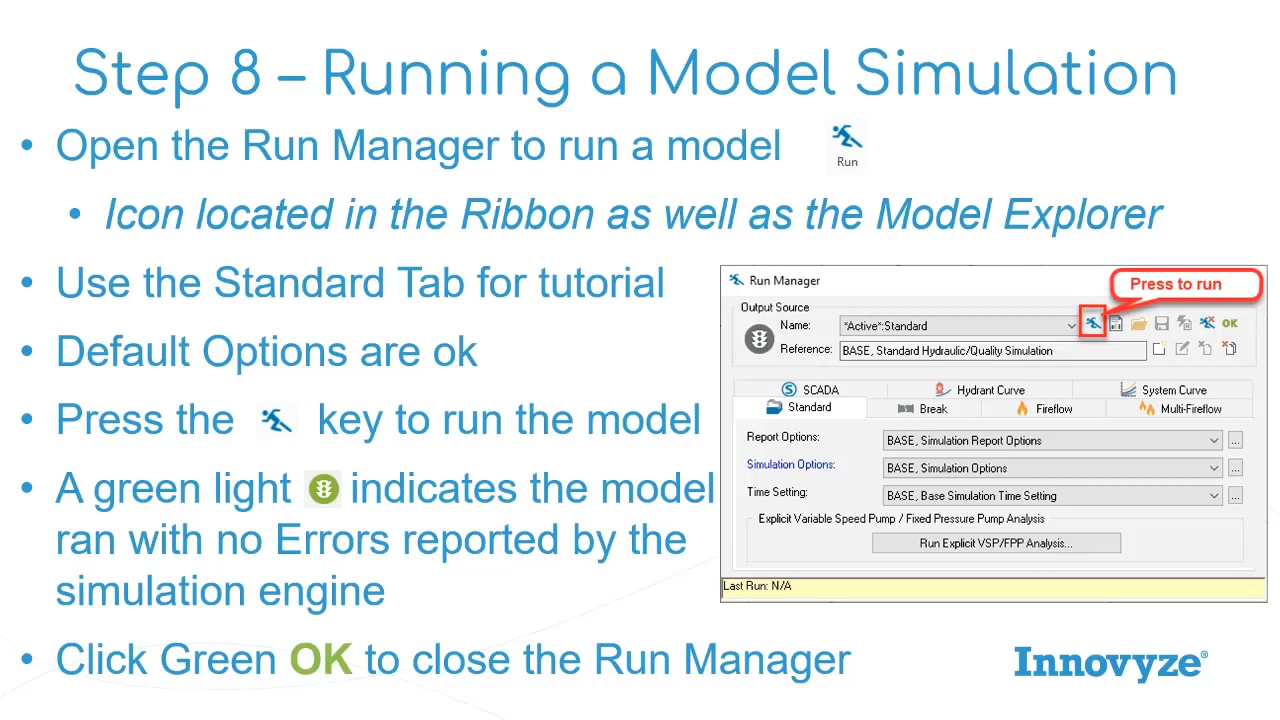 Step 8 – Running a Model Simulation
• Open the Run Manager to run a model
Run
• Icon located in the Ribbon as well as the Model Explorer
• Use the Standard Tab for tutorial
• Default Options are ok
• Press the key to run the model
• A green light indicates the model
ran with no Errors reported by the
simulation engine
• Click Green OK to close the Run Manager
Run Manager
Press to run
Output Source
Name: *Active*:Standard
OK
Reference: BASE, Standard Hydraulic/Quality Simulation
SCADA Hydrant Curve System Curve
Standard Break Fireflow Multi-Fireflow
Report Options: BASE, Simulation Report Options ...
Simulation Options: BASE, Simulation Options ...
Time Setting: BASE, Base Simulation Time Setting ...
Explicit Variable Speed Pump / Fixed Pressure Pump Analysis
Run Explicit VSP/FPP Analysis...
Last Run: N/A
Innovyze®